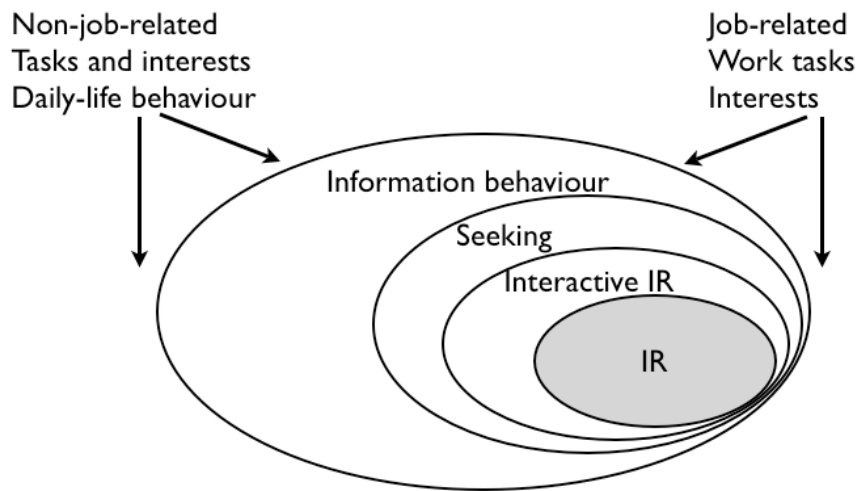 Non-job-related
Tasks and interests
Daily-life behaviour
Job-related
Work tasks
Interests
Information behaviour
Seeking
Interactive IR
IR